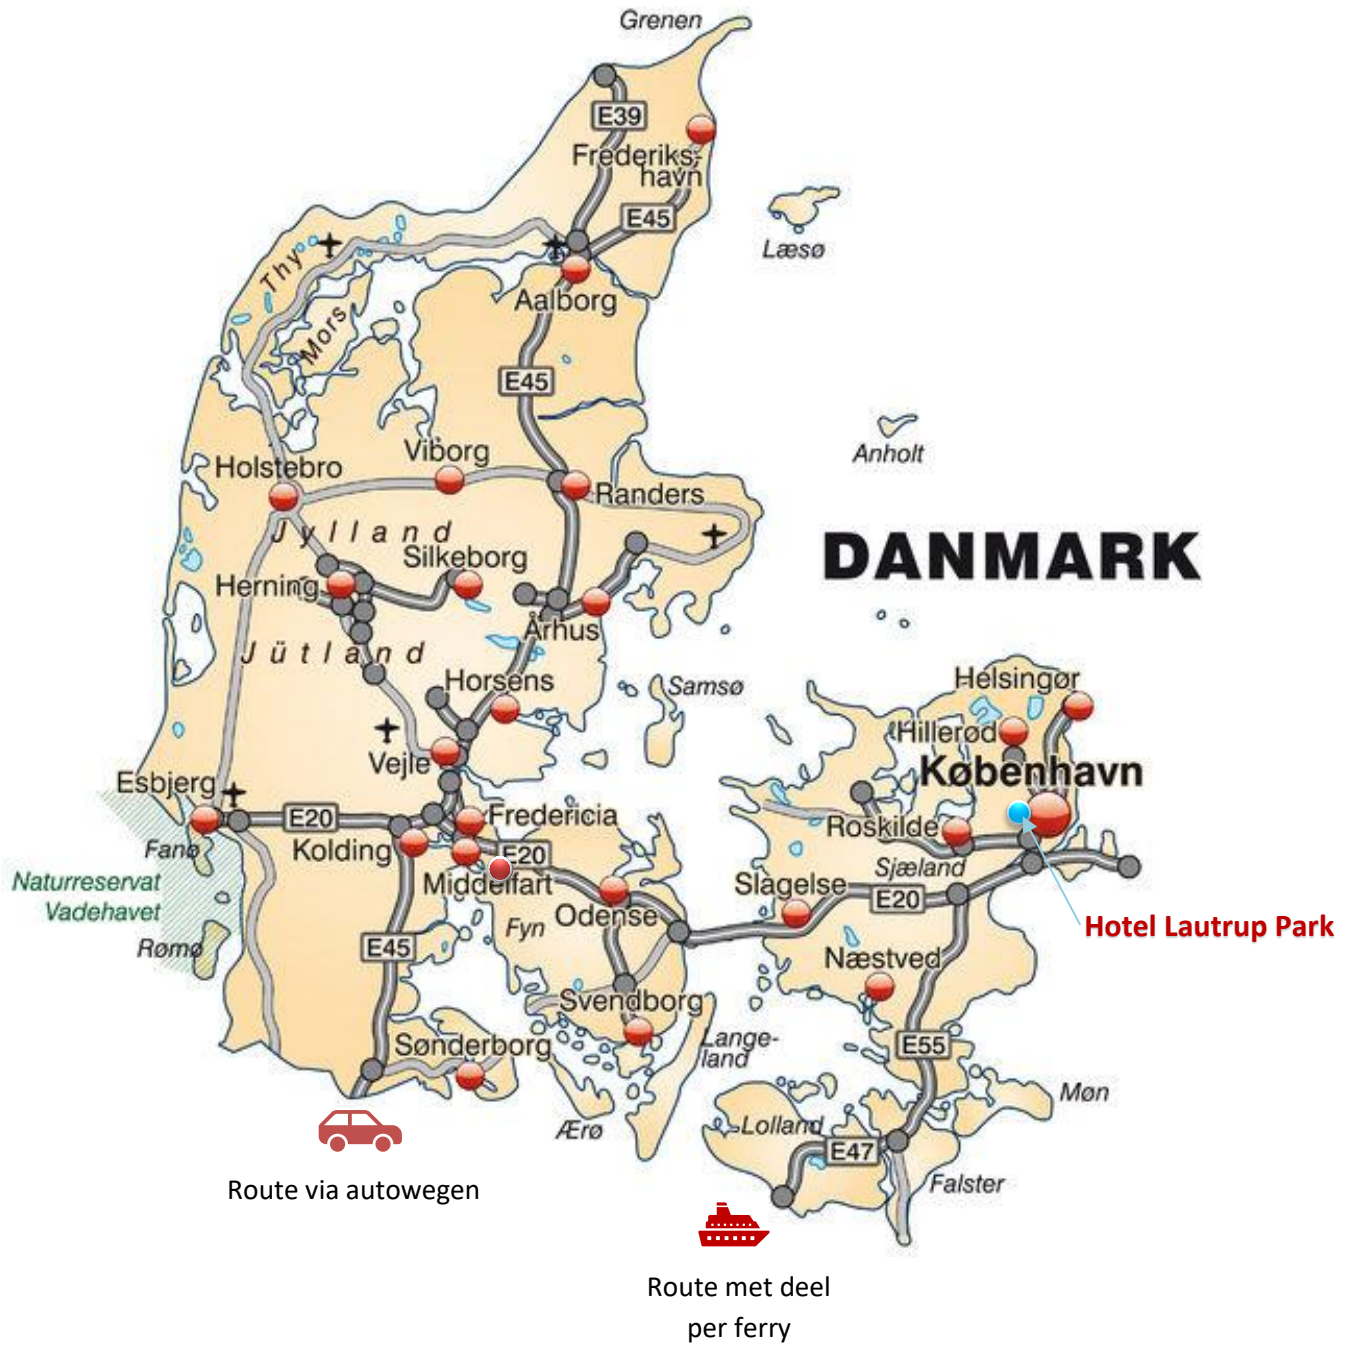 Grenen
E39
Frederiks-
havn
E45
Læsø
Thy
Aalborg
Mors
E45
Anholt
Viborg
Holstebro
Randers
Jylland
DANMARK
Silkeborg
Herning
Århus
Jütland
Helsingør
Horsens
Samsø
Hillerød
Vejle
København
Esbjerg
E20
Fredericia
Roskilde
Fanø
Kolding
E20
Sjæland
Naturreservat
Vadehavet
Middelfart
Slagelse
E20
Odense
Fyn
Hotel Lautrup Park
Rømø
E45
Næstved
Svendborg
Lange-
land
Sønderborg
E55
Møn
Ærø
Lolland
E47
Route via autowegen
Falster
Route met deel
per ferry